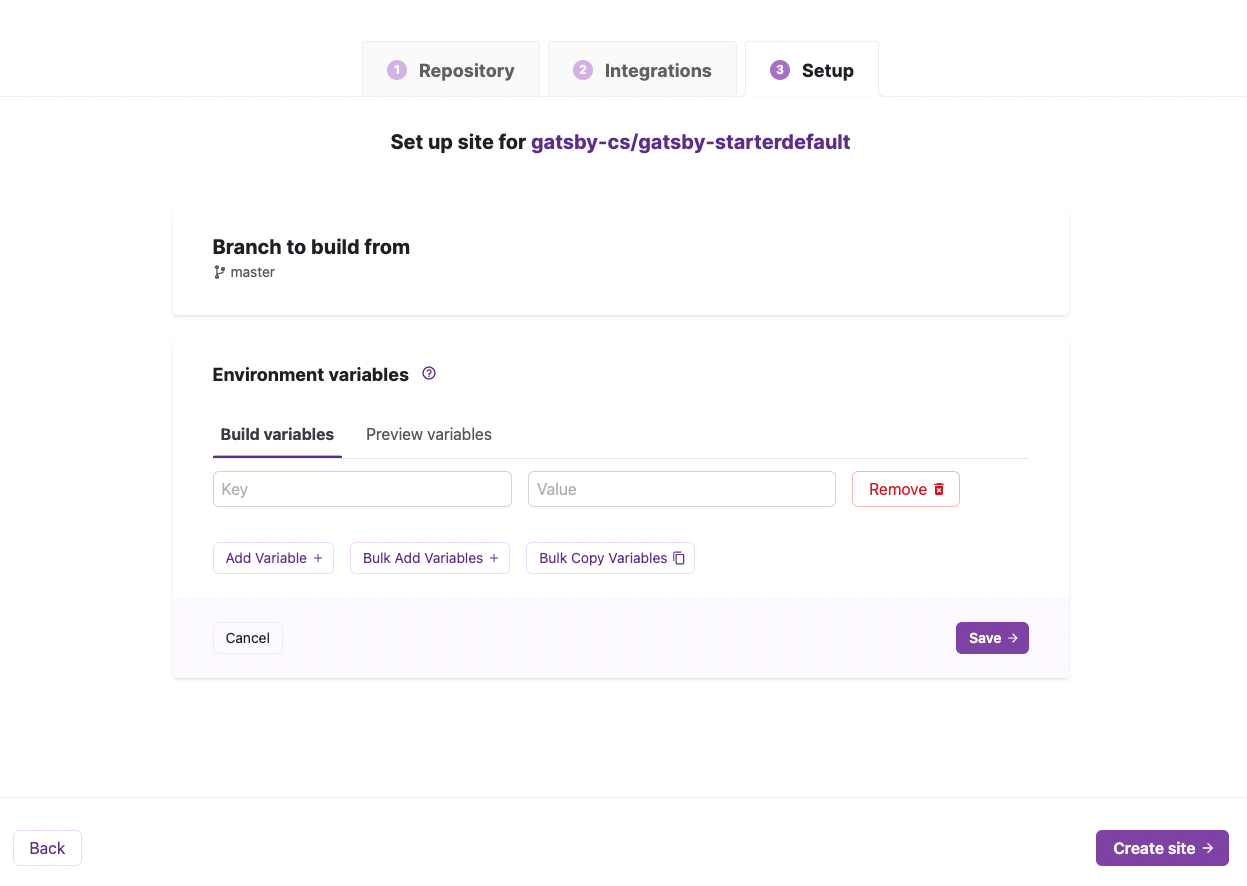 1 Repository 2 Integrations 3 Setup
Set up site for gatsby-cs/gatsby-starterdefault
Branch to build from
master
Environment variables ?
Build variables Preview variables
Key Value Remove
Add Variable + Bulk Add Variables + Bulk Copy Variables
Cancel Save →
Back Create site →